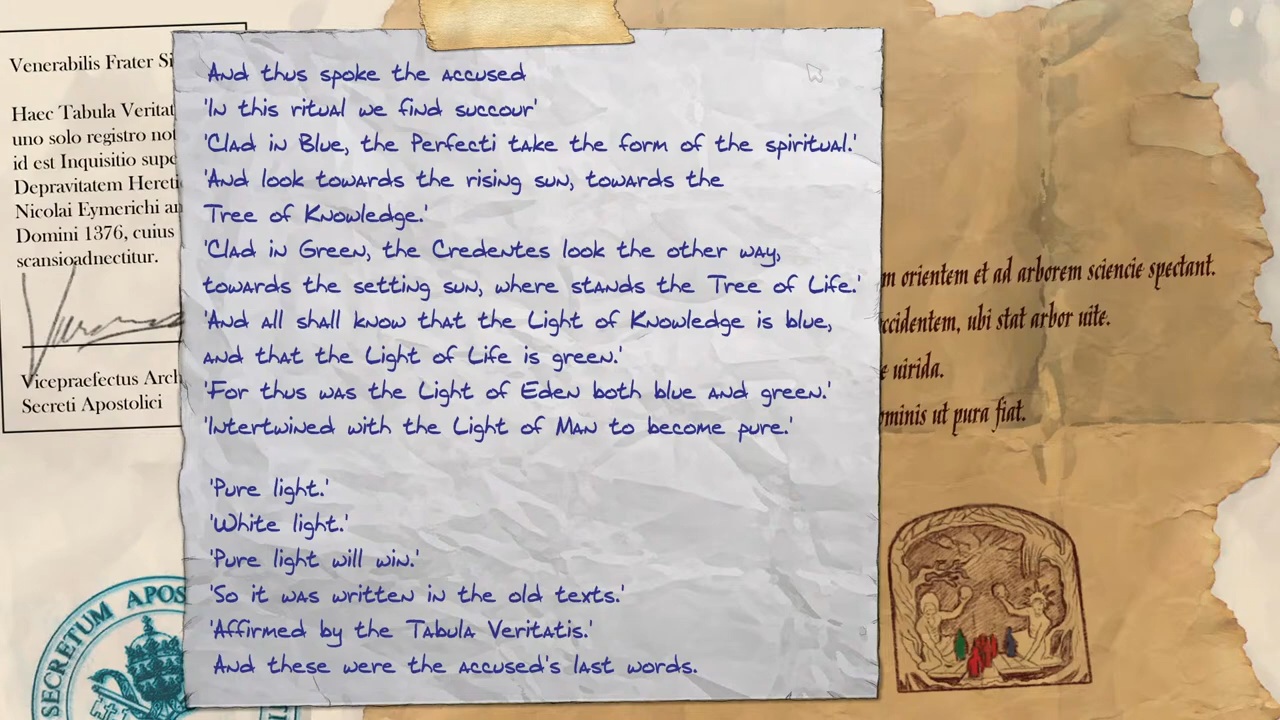 Venerabilis Frater Si
Haec Tabula Veritat
uno solo registro not
id est Inquisitio supe
Depravitatem Hereti
Nicolai Eymerichi an
Domini 1376, cuius
scansioadnectitur.
Vicepraefectus Arch
Secreti Apostolici
SECRETUM APOS
And thus spoke the accused
'In this ritual we find succour'
'Clad in Blue, the Perfecti take the form of the spiritual.'
'And look towards the rising sun, towards the
Tree of Knowledge.'
'Clad in Green, the Credentes look the other way,
towards the setting sun, where stands the Tree of Life.'
'And all shall know that the Light of Knowledge is blue,
and that the Light of Life is green.'
'For thus was the Light of Eden both blue and green.'
'Intertwined with the Light of Man to become pure.'
'Pure light.'
'White light.'
'Pure light will win.'
'So it was written in the old texts.'
'Affirmed by the Tabula Veritatis.'
And these were the accused's last words.
m orientem et ad arborem sciencie spectant.
ccidentem, ubi stat arbor uite.
e uirida.
ominis ut pura fiat.